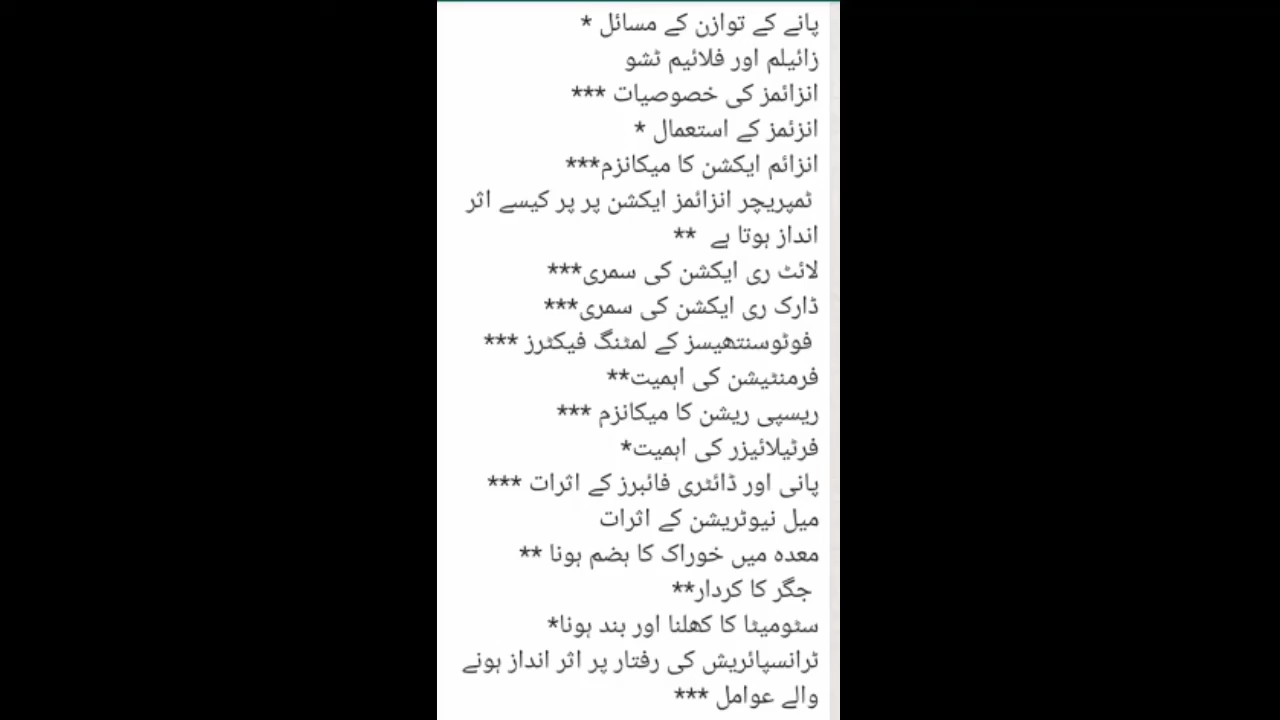 پانے کے توازن کے مسائل *
زائیلم اور فلائیم ٹشو
انزائمز کی خصوصیات ***
انزئمز کے استعمال *
انزائم ایکشن کا میکانزم***
ٹمپریچر انزائمز ایکشن پر پر کیسے اثر
انداز ہوتا ہے **
لائٹ ری ایکشن کی سمری***
ڈارک ری ایکشن کی سمری***
فوٹوسنتھیسز کے لمٹنگ فیکٹرز ***
فرمنٹیشن کی اہمیت**
ریسپی ریشن کا میکانزم ***
فرٹیلائیزر کی اہمیت*
پانی اور ڈائٹری فائبرز کے اثرات ***
میل نیوٹریشن کے اثرات
معدہ میں خوراک کا ہضم ہونا **
جگر کا کردار**
سٹومیٹا کا کھلنا اور بند ہونا*
ٹرانسپائریش کی رفتار پر اثر انداز ہونے
والے عوامل ***